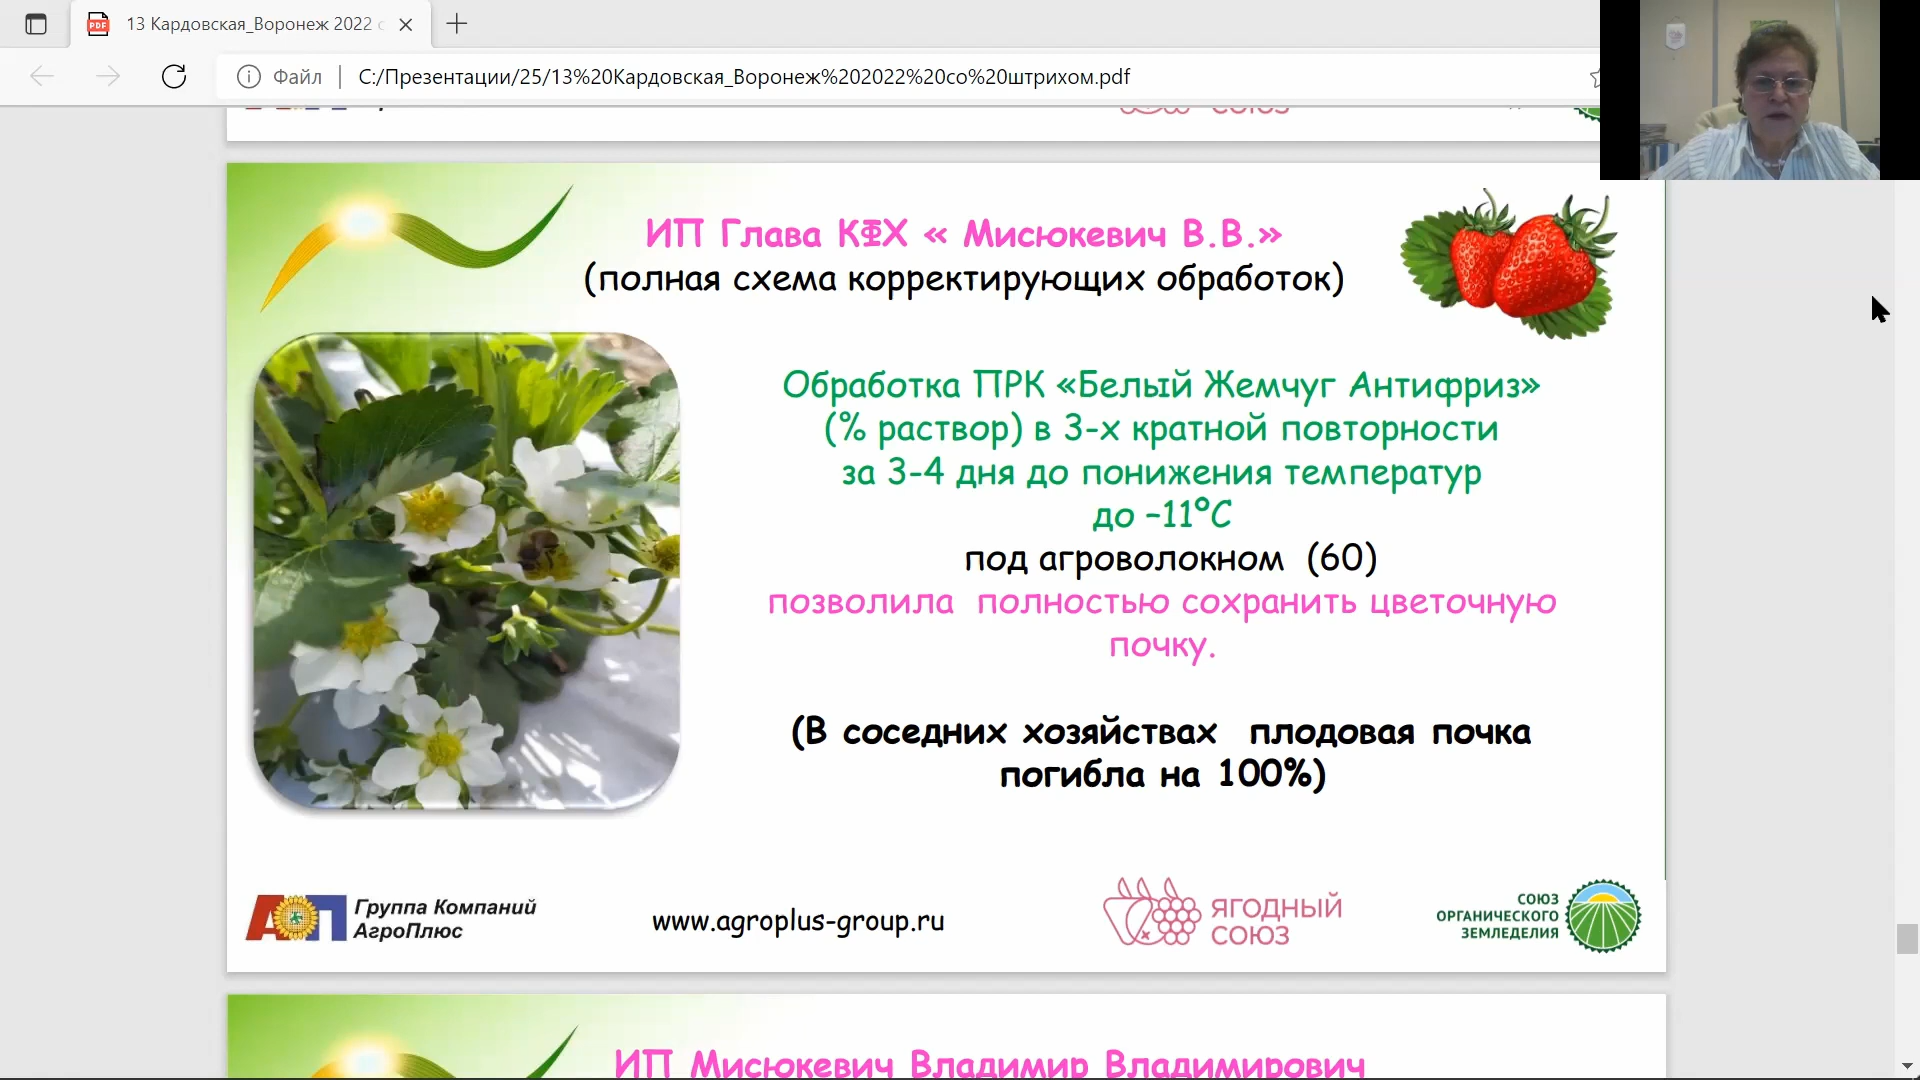 13 Кардовская_Воронеж 2022 с
Файл
C:/Презентации/25/13%20Кардовская_Воронеж%202022%20со%20штрихом.pdf
ИП Глава КФХ « Мисюкевич В.В.»
(полная схема корректирующих обработок)
Обработка ПРК «Белый Жемчуг Антифриз»
(% раствор) в 3-х кратной повторности
за 3-4 дня до понижения температур
до –11°С
под агроволокном (60)
позволила полностью сохранить цветочную
почку.
(В соседних хозяйствах плодовая почка
погибла на 100%)
АП Группа Компаний
АгроПлюс
www.agroplus-group.ru
ЯГОДНЫЙ
СОЮЗ
СОЮЗ
ОРГАНИЧЕСКОГО
ЗЕМЛЕДЕЛИЯ
ИП Мисюкевич Владимир Владимирович